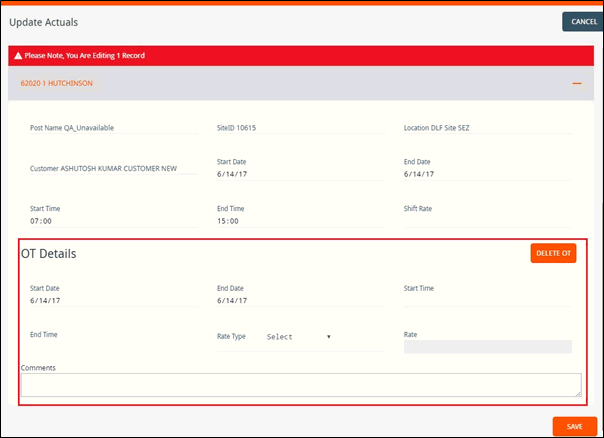 Update Actuals
CANCEL
Please Note, You Are Editing 1 Record
62020 1 HUTCHINSON
Post Name QA_Unavailable
SiteID 10615
Location DLF Site SEZ
Customer ASHUTOSH KUMAR CUSTOMER NEW
Start Date
6/14/17
End Date
6/14/17
Start Time
07:00
End Time
15:00
Shift Rate
OT Details
DELETE OT
Start Date
6/14/17
End Date
6/14/17
Start Time
End Time
Rate Type Select
Rate
Comments
SAVE